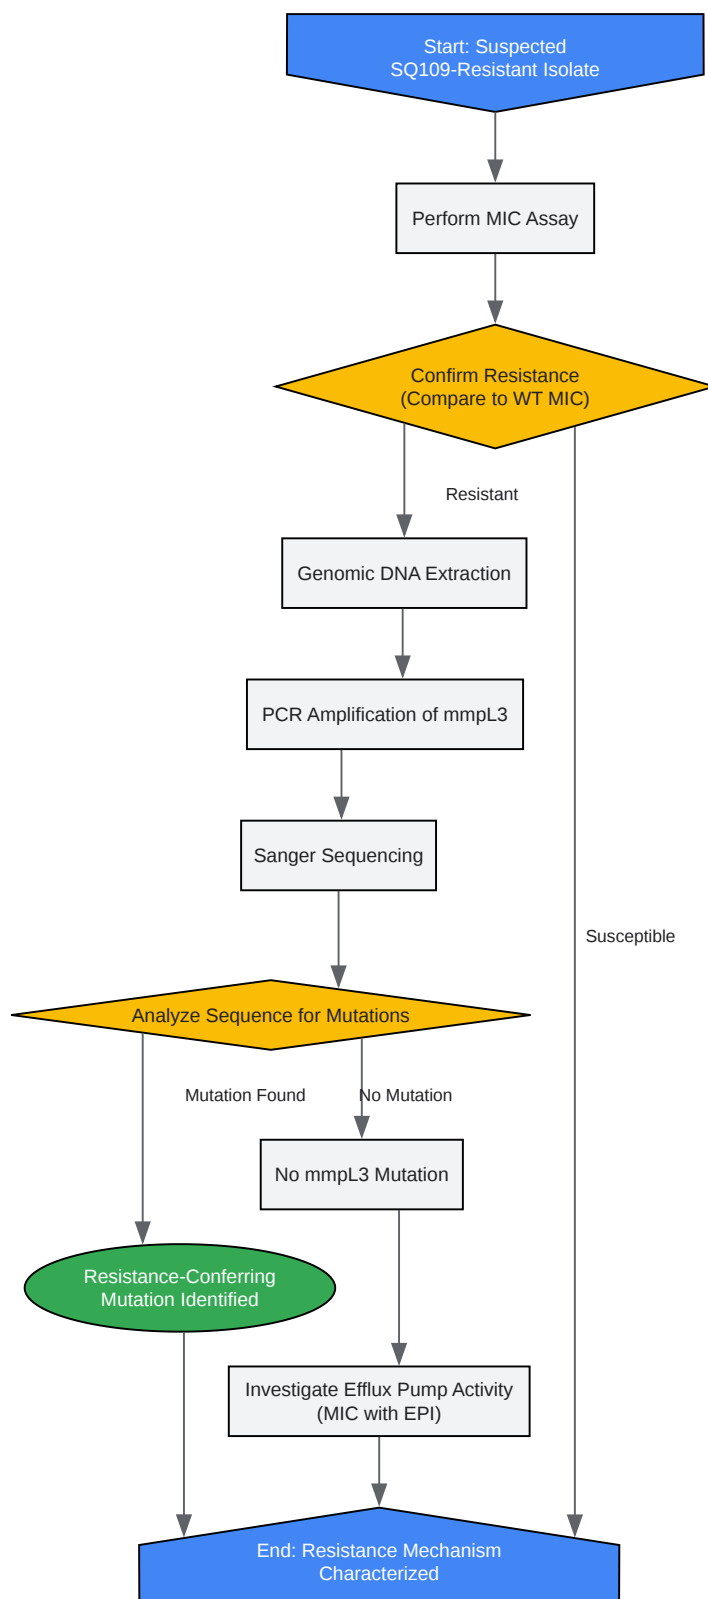 Start: Suspected
SQ109-Resistant Isolate
Perform MIC Assay
Confirm Resistance
(Compare to WT MIC)
Resistant
Genomic DNA Extraction
PCR Amplification of mmpL3
Sanger Sequencing
Susceptible
Analyze Sequence for Mutations
Mutation Found
No Mutation
No mmpL3 Mutation
Resistance-Conferring
Mutation Identified
Investigate Efflux Pump Activity
(MIC with EPI)
End: Resistance Mechanism
Characterized